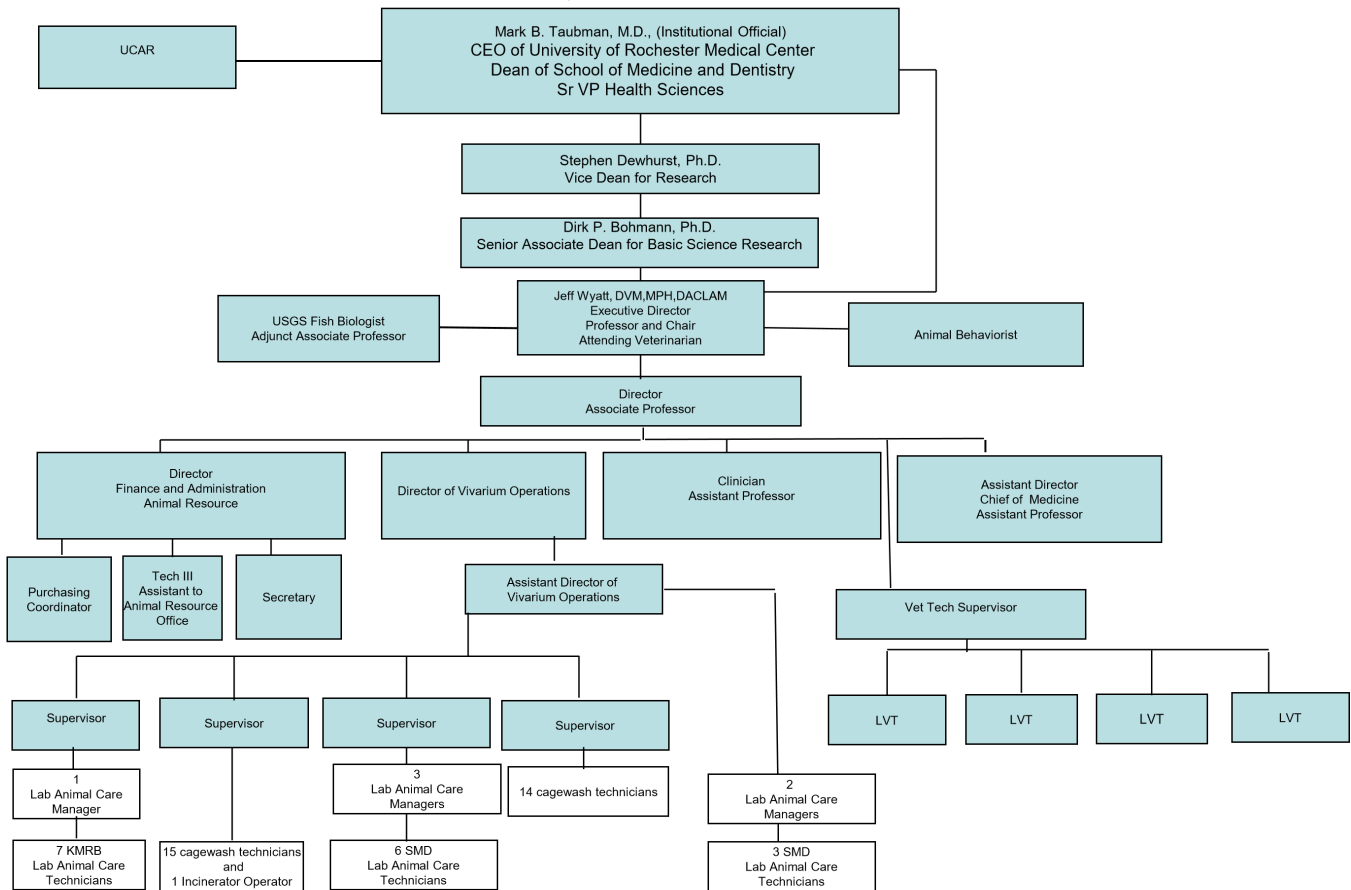 UCAR
Mark B. Taubman, M.D., (Institutional Official)
CEO of University of Rochester Medical Center
Dean of School of Medicine and Dentistry
Sr VP Health Sciences
Stephen Dewhurst, Ph.D.
Vice Dean for Research
Dirk P. Bohmann, Ph.D.
Senior Associate Dean for Basic Science Research
USGS Fish Biologist
Adjunct Associate Professor
Jeff Wyatt, DVM,MPH,DACLAM
Executive Director
Professor and Chair
Attending Veterinarian
Animal Behaviorist
Director
Associate Professor
Director
Finance and Administration
Animal Resource
Director of Vivarium Operations
Clinician
Assistant Professor
Assistant Director
Chief of Medicine
Assistant Professor
Purchasing
Coordinator
Tech III
Assistant to
Animal Resource
Office
Secretary
Assistant Director of
Vivarium Operations
Vet Tech Supervisor
Supervisor
Supervisor
Supervisor
Supervisor
LVT
LVT
LVT
LVT
1
Lab Animal Care
Manager
3
Lab Animal Care
Managers
14 cagewash technicians
2
Lab Animal Care
Managers
7 KMRB
Lab Animal Care
Technicians
15 cagewash technicians
and
1 Incinerator Operator
6 SMD
Lab Animal Care
Technicians
3 SMD
Lab Animal Care
Technicians